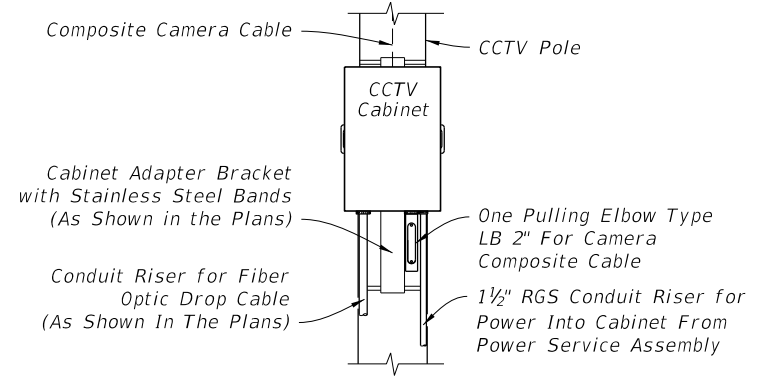 Composite Camera Cable
CCTV Pole
CCTV
Cabinet
Cabinet Adapter Bracket
with Stainless Steel Bands
(As Shown in the Plans)
One Pulling Elbow Type
LB 2" For Camera
Composite Cable
Conduit Riser for Fiber
Optic Drop Cable
(As Shown In The Plans)
1½" RGS Conduit Riser for
Power Into Cabinet From
Power Service Assembly